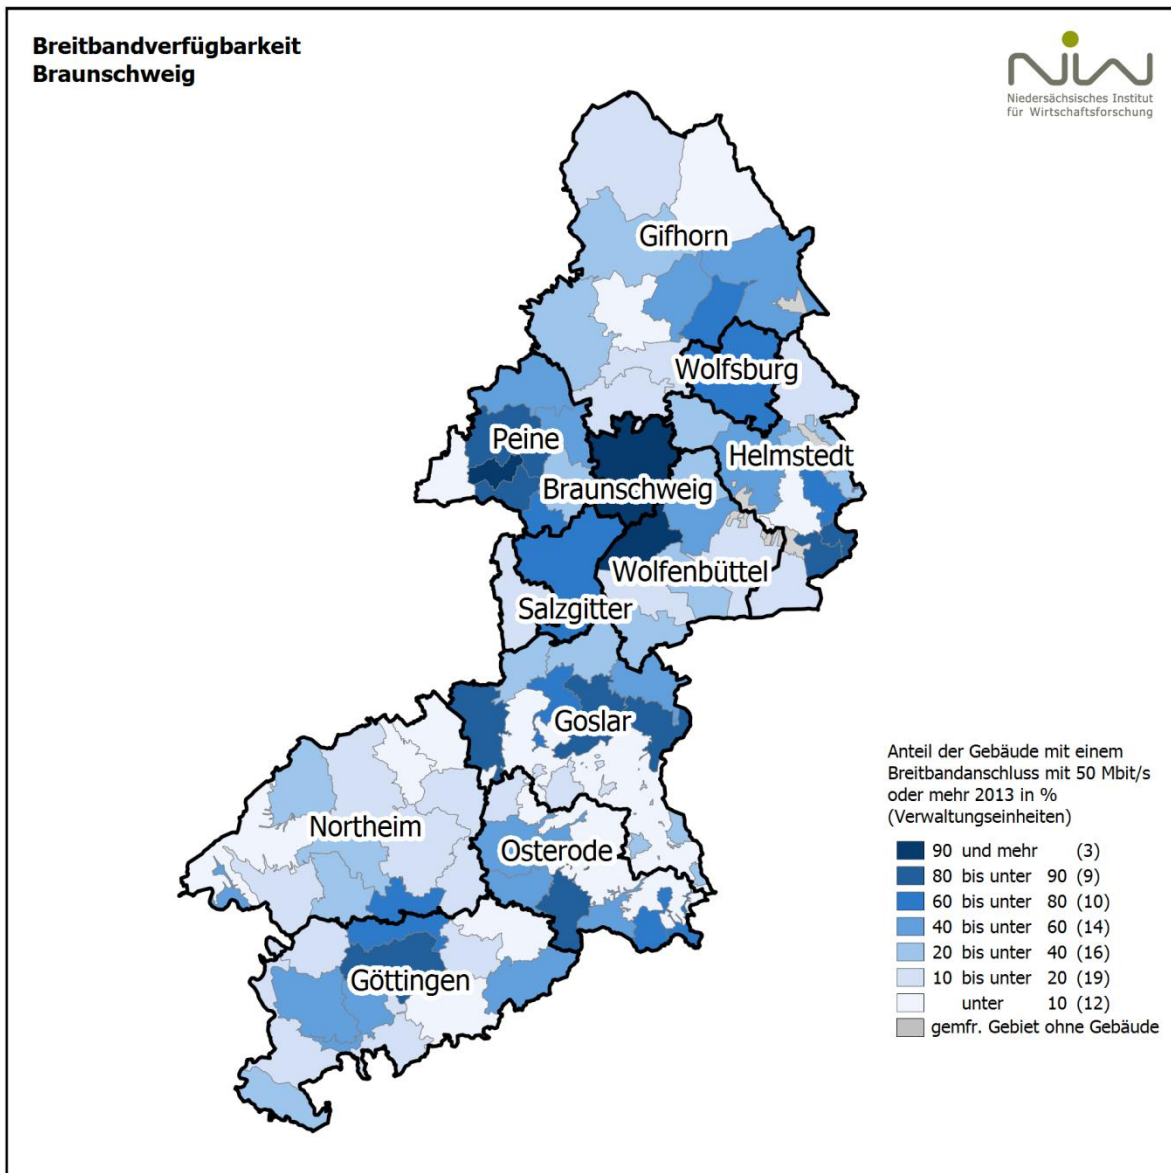 Breitbandverfügbarkeit
Braunschweig
NIW
Niedersächsisches Institut
für Wirtschaftsforschung
Gifhorn
Wolfsburg
Peine
Helmstedt
Braunschweig
Wolfenbüttel
Salzgitter
Goslar
Northeim
Osterode
Göttingen
Anteil der Gebäude mit einem
Breitbandanschluss mit 50 Mbit/s
oder mehr 2013 in %
(Verwaltungseinheiten)
90 und mehr (3)
80 bis unter 90 (9)
60 bis unter 80 (10)
40 bis unter 60 (14)
20 bis unter 40 (16)
10 bis unter 20 (19)
unter 10 (12)
gemfr. Gebiet ohne Gebäude